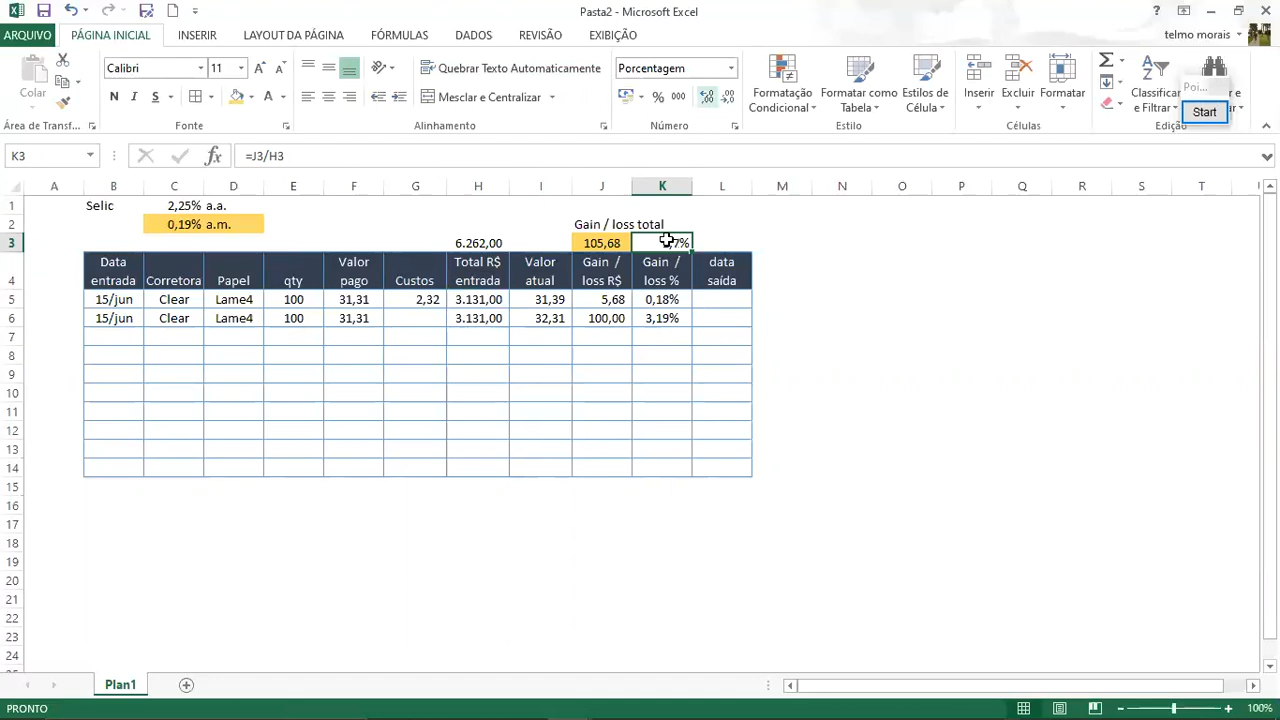 Pasta2 - Microsoft Excel
ARQUIVO PÁGINA INICIAL INSERIR LAYOUT DA PÁGINA FÓRMULAS DADOS REVISÃO EXIBIÇÃO telmo morais
Colar
Calibri 11
N I S
Quebrar Texto Automaticamente
Mesclar e Centralizar
Porcentagem
% 000
Formatação Condicional
Formatar como Tabela
Estilos de Célula
Inserir
Excluir
Formatar
Classificar e Filtrar
Poi...
Start
Área de Transf... Fonte Alinhamento Número Estilo Células Edição
K3 fx =J3/H3
A B C D E F G H I J K L M N O P Q R S T
1 Selic 2,25% a.a.
2 0,19% a.m. Gain / loss total
3 6.262,00 105,68
4 Data entrada Corretora Papel qty Valor pago Custos Total R$ entrada Valor atual Gain / loss R$ Gain / loss % data saída
5 15/jun Clear Lame4 100 31,31 2,32 3.131,00 31,39 5,68 0,18%
6 15/jun Clear Lame4 100 31,31 3.131,00 32,31 100,00 3,19%
7
8
9
10
11
12
13
14
15
16
17
18
19
20
21
22
23
24
Plan1
PRONTO 100%